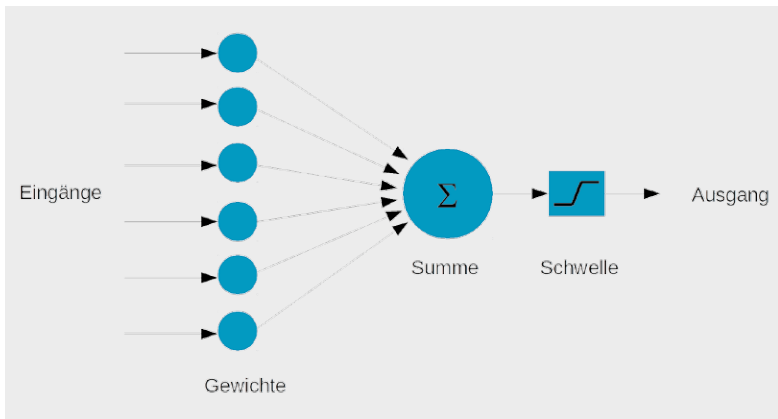 Eingänge
Σ
Ausgang
Summe
Schwelle
Gewichte